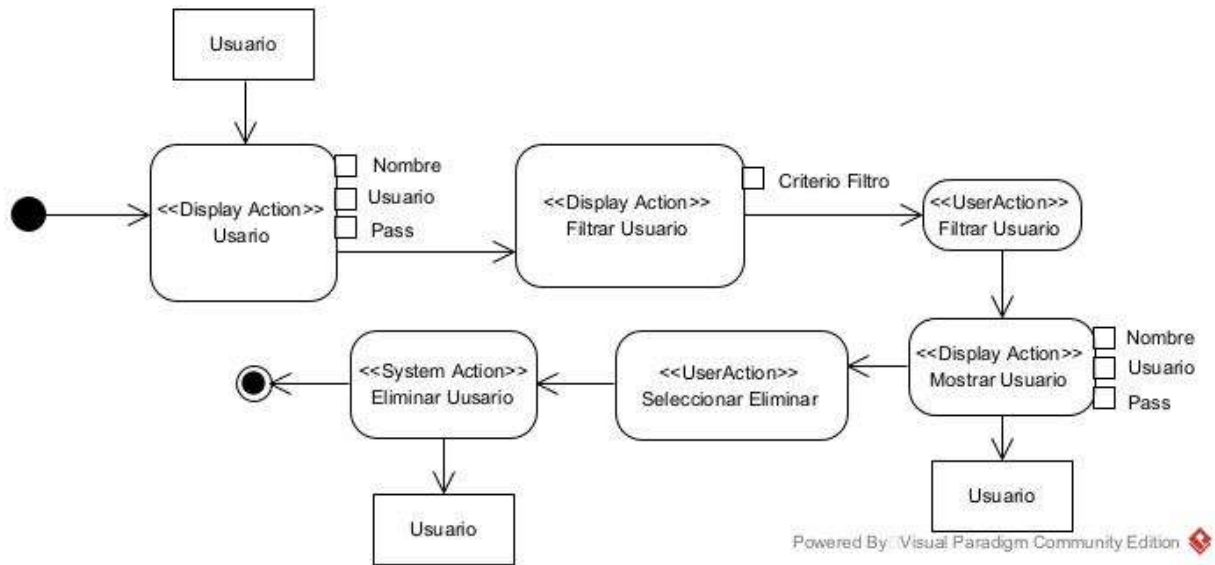 Usuario
<<Display Action>>
Usario
Nombre
Usuario
Pass
<<Display Action>>
Filtrar Usuario
Criterio Filtro
<<UserAction>>
Filtrar Usuario
<<Display Action>>
Mostrar Usuario
Nombre
Usuario
Pass
<<UserAction>>
Seleccionar Eliminar
<<System Action>>
Eliminar Uusario
Usuario
Usuario
Powered By Visual Paradigm Community Edition